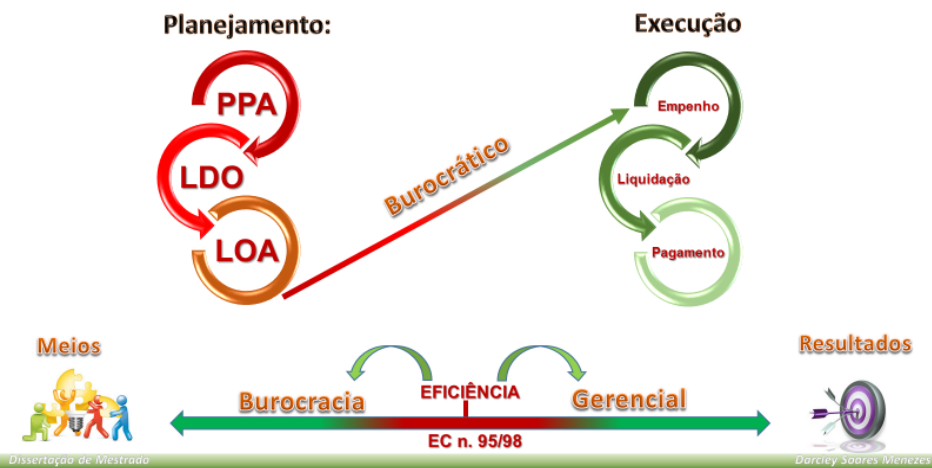 Planejamento:
Execução
PPA
LDO
LOA
Burocrático
Empenho
Liquidação
Pagamento
Meios
Resultados
EFICIÊNCIA
Burocracia
Gerencial
EC n. 95/98
Dissertação de Mestrado
Darciey Soares Menezes